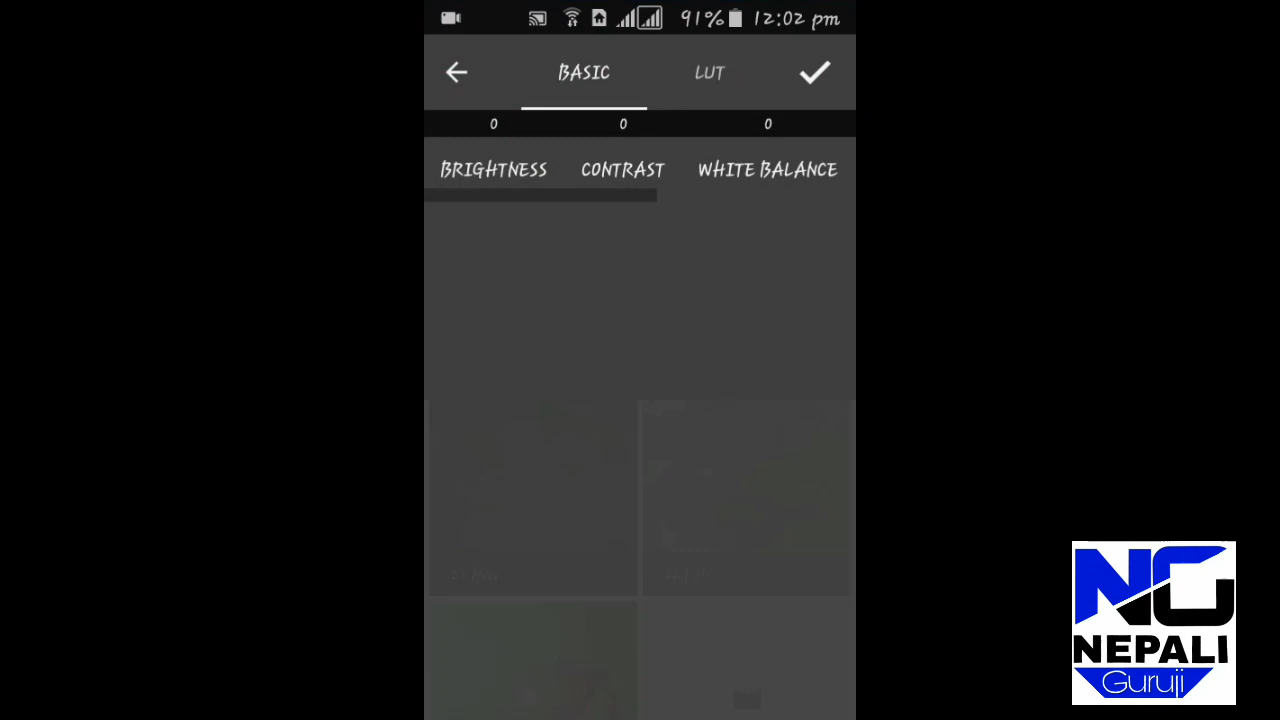 91% 12:02 pm
BASIC LUT
0 0 0
BRIGHTNESS CONTRAST WHITE BALANCE
NG
NEPALI
Guruji